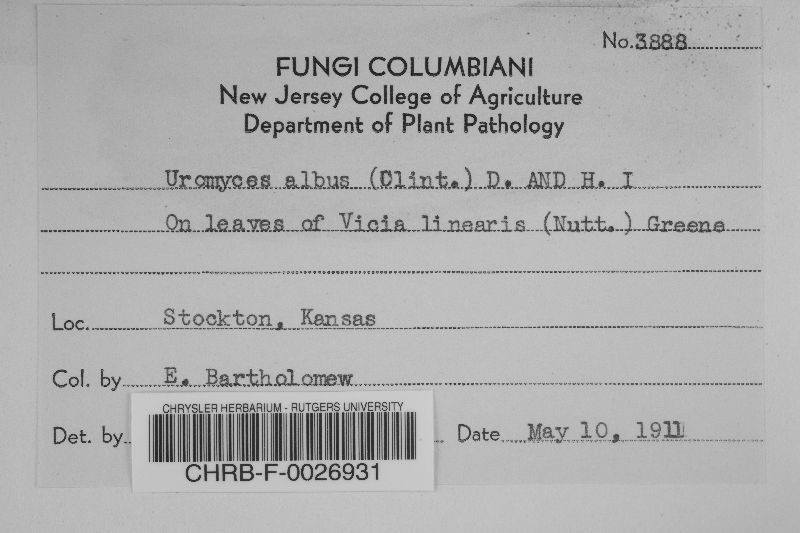 No. 3888
FUNGI COLUMBIANI
New Jersey College of Agriculture
Department of Plant Pathology
Uromyces albus (Clint.) D. AND H. I
On leaves of Vicia linearis (Nutt.) Greene
Loc. Stockton, Kansas
Col. by E. Bartholomew
CHRYSLER HERBARIUM - RUTGERS UNIVERSITY
Det. by Date May 10, 1911
CHRB-F-0026931